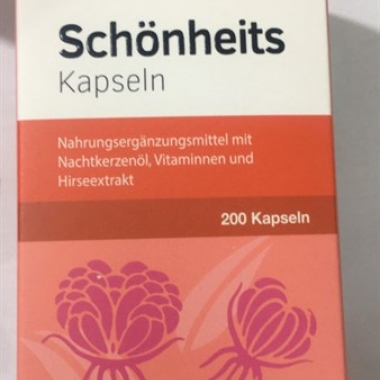 Schönheits
Kapseln
Nahrungsergänzungsmittel mit
Nachtkerzenöl, Vitaminnen und
Hirseextrakt
200 Kapseln